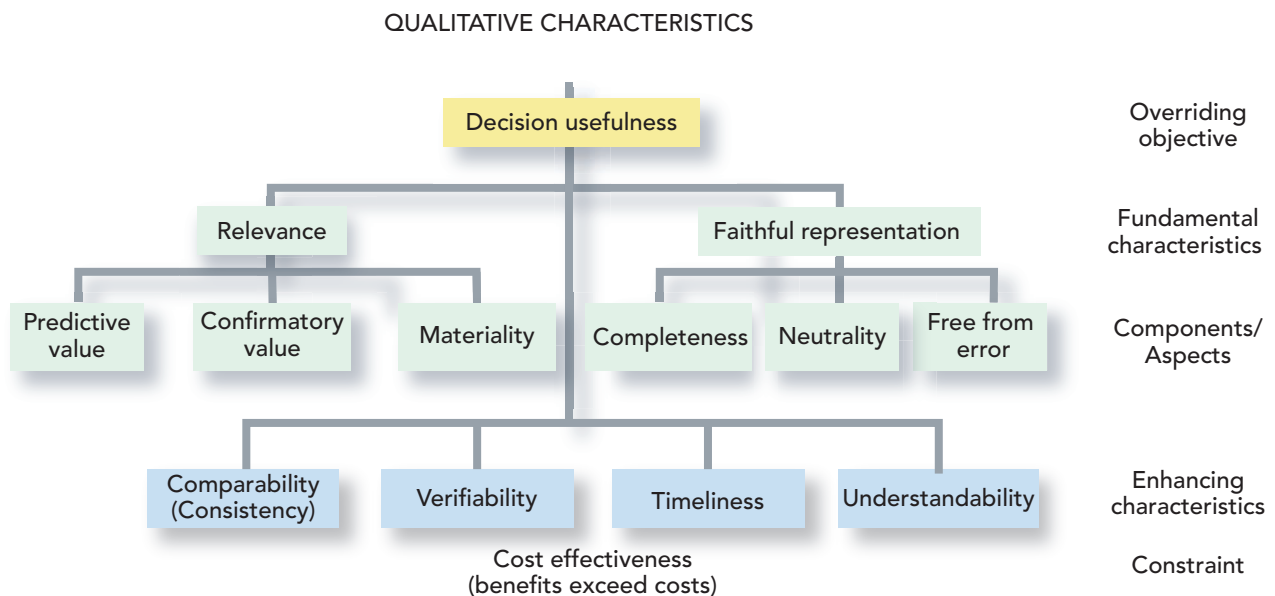 QUALITATIVE CHARACTERISTICS
Decision usefulness
Overriding
objective
Relevance
Faithful representation
Fundamental
characteristics
Predictive
value
Confirmatory
value
Materiality
Completeness
Neutrality
Free from
error
Components/
Aspects
Comparability
(Consistency)
Verifiability
Timeliness
Understandability
Enhancing
characteristics
Cost effectiveness
(benefits exceed costs)
Constraint